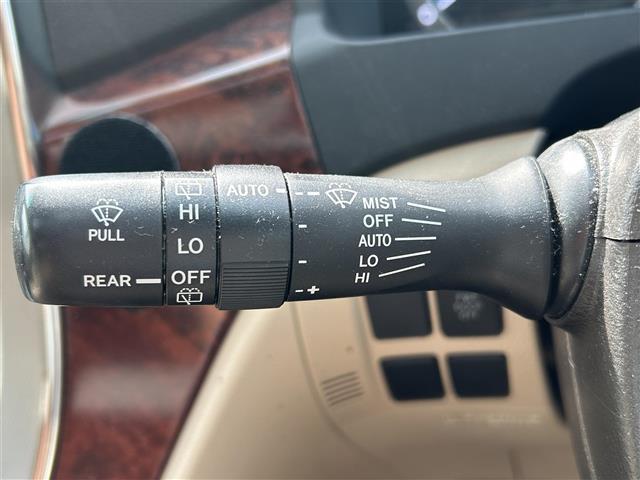 PULL
REAR
HI
LO
OFF
AUTO
--
-
-
-+
MIST
OFF
AUTO
LO
HI